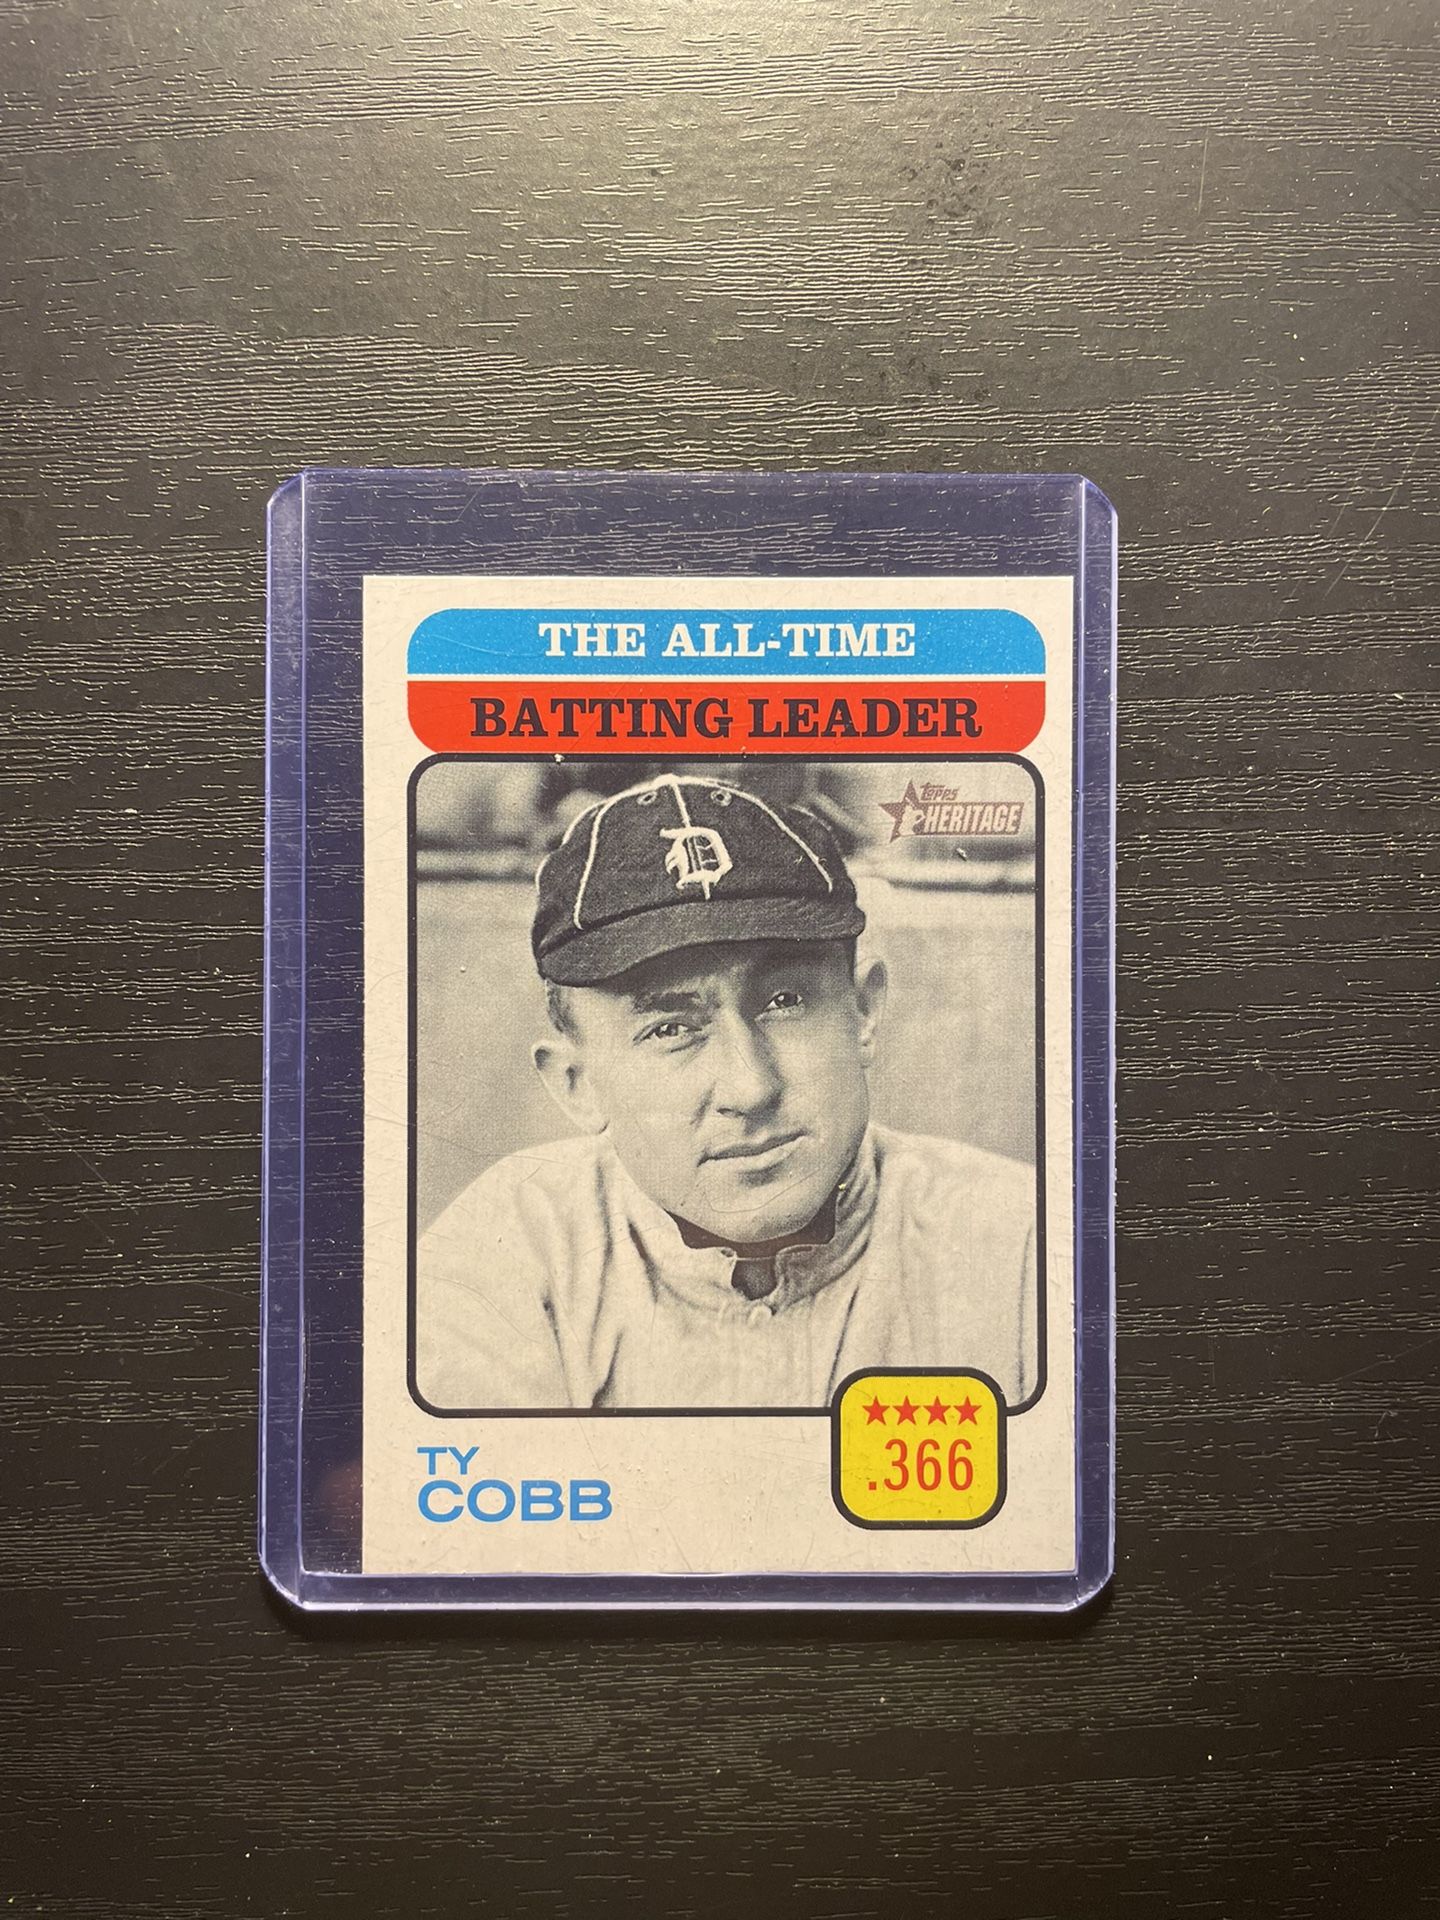 THE ALL-TIME
BATTING LEADER
D
topps
HERITAGE
★★★★
.366
TY
COBB